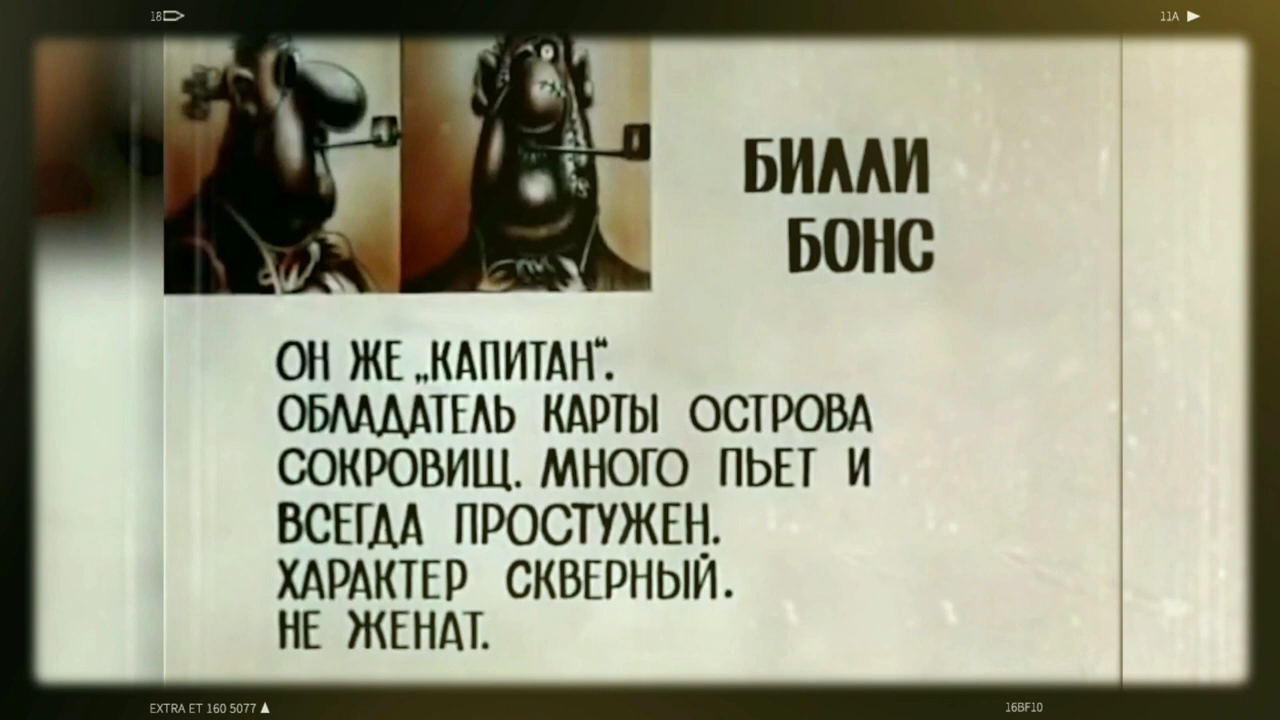 18
11A
БИЛЛИ
БОНС
ОН ЖЕ „КАПИТАН“.
ОБЛАДАТЕЛЬ КАРТЫ ОСТРОВА
СОКРОВИЩ. МНОГО ПЬЕТ И
ВСЕГДА ПРОСТУЖЕН.
ХАРАКТЕР СКВЕРНЫЙ.
НЕ ЖЕНАТ.
EXTRA ET 160 5077
16BF10